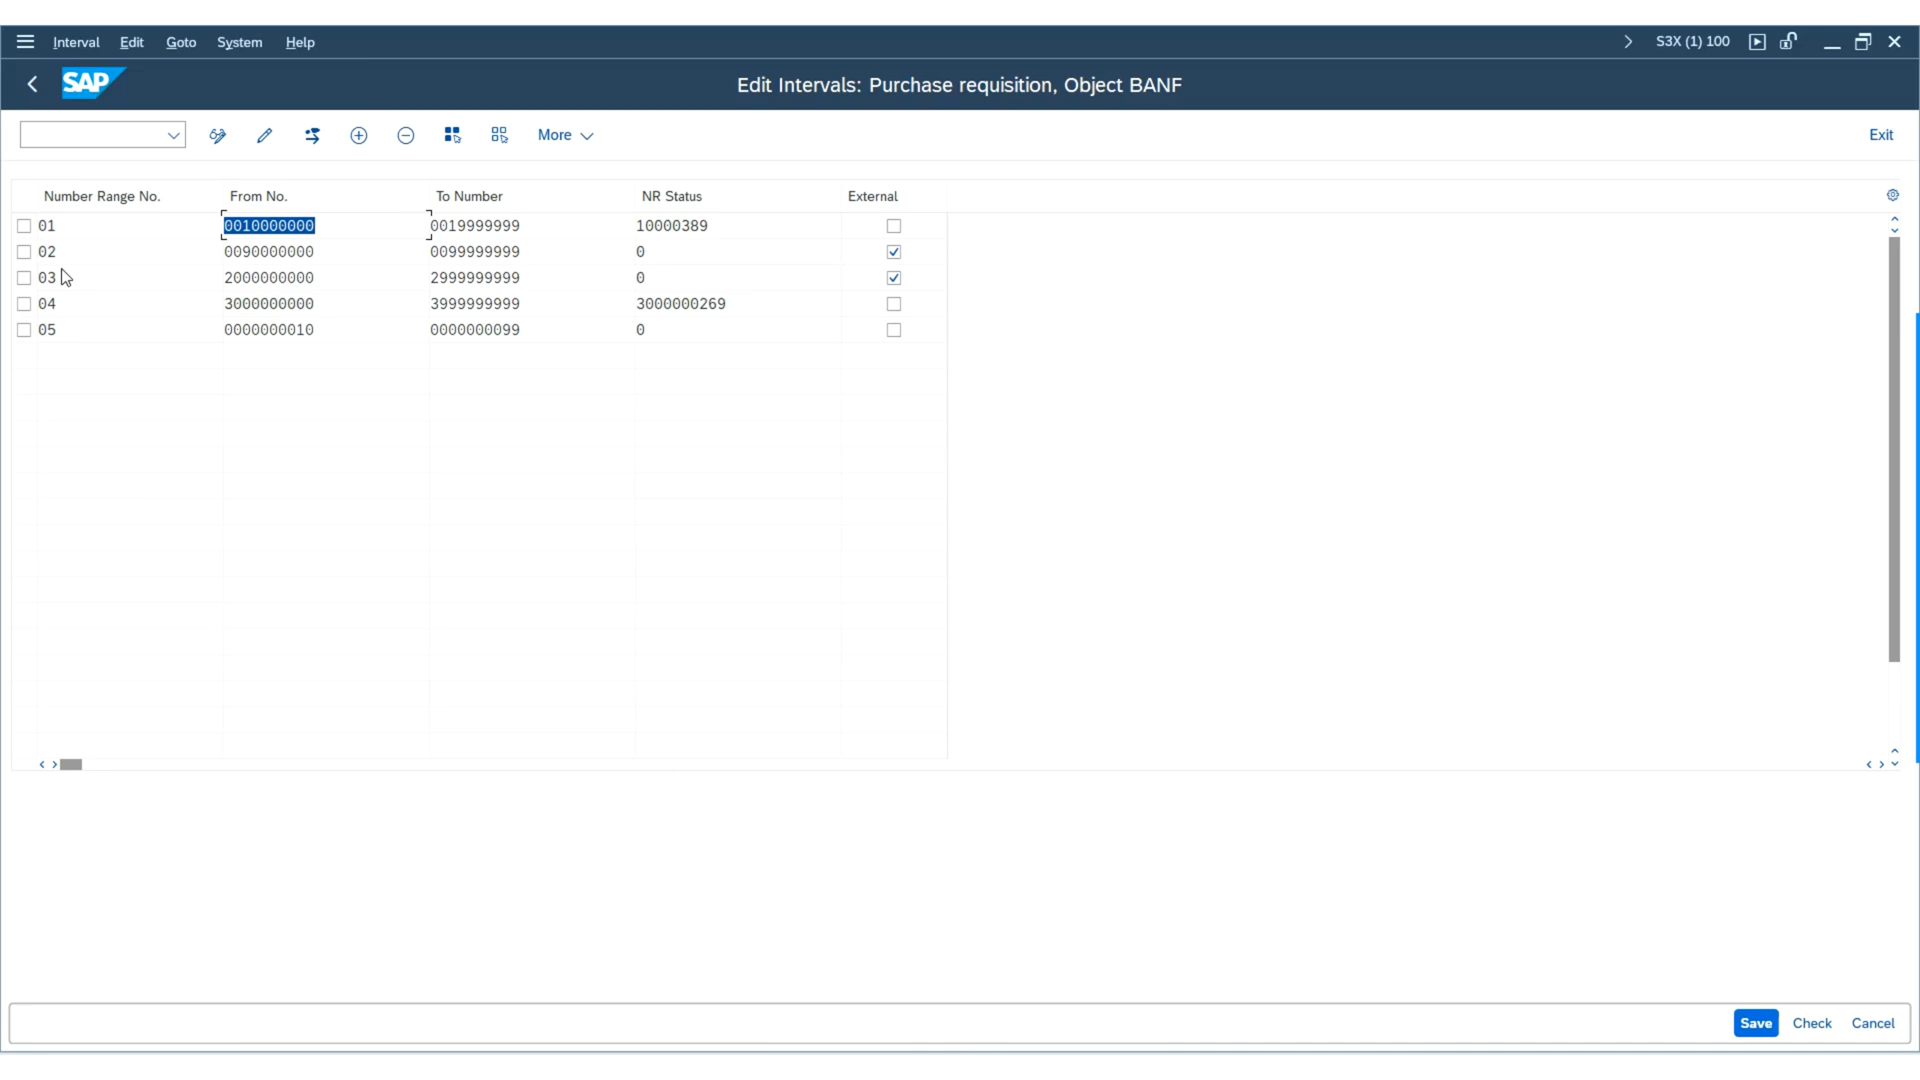 Interval Edit Goto System Help S3X (1) 100
SAP Edit Intervals: Purchase requisition, Object BANF
More Exit
Number Range No. From No. To Number NR Status External
01 0010000000 0019999999 10000389
02 0090000000 0099999999 0
03 2000000000 2999999999 0
04 3000000000 3999999999 3000000269
05 0000000010 0000000099 0
Save Check Cancel